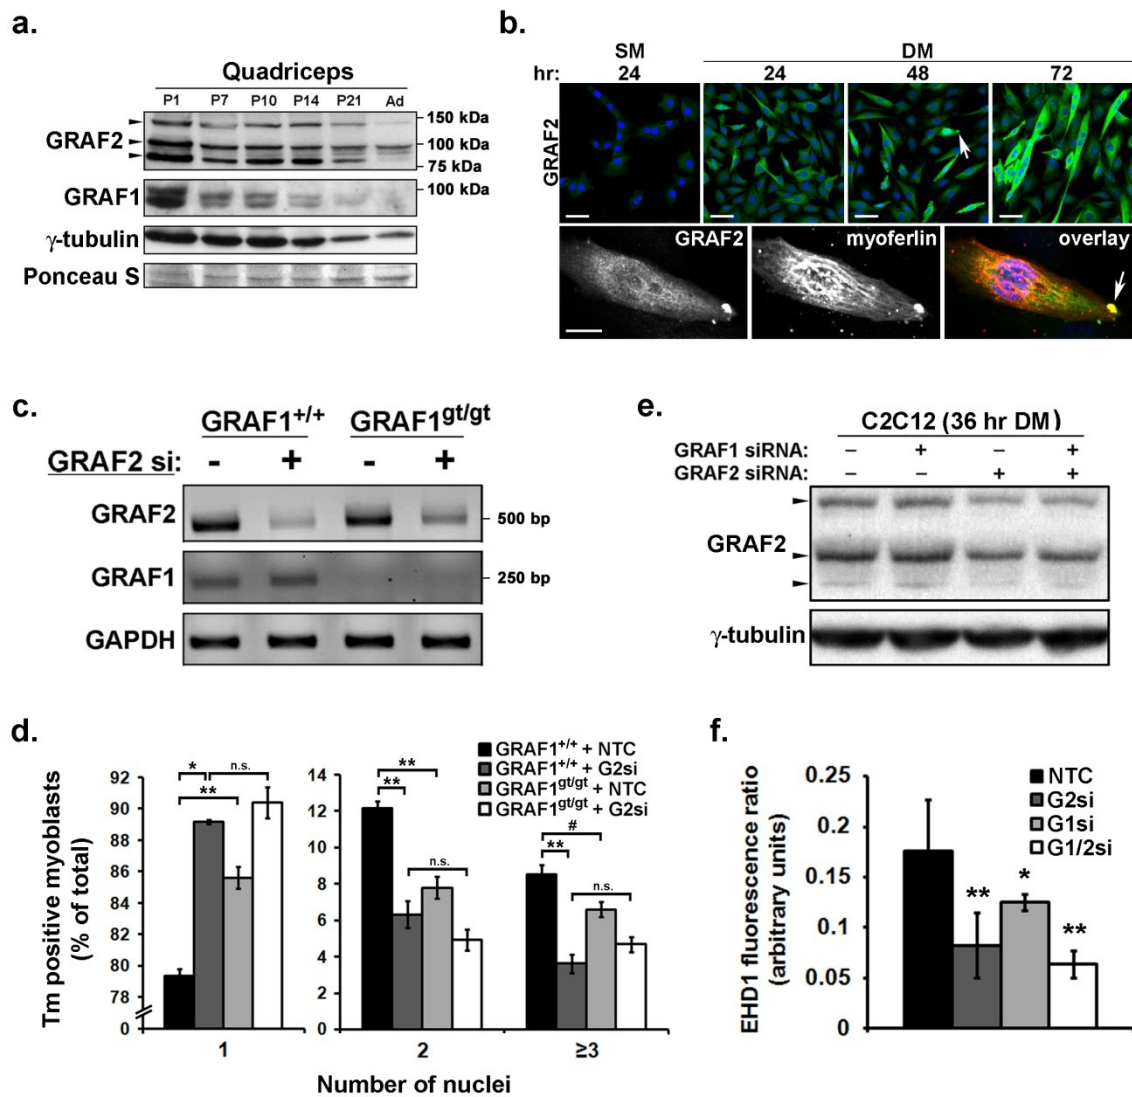 a.
Quadriceps
P1 P7 P10 P14 P21 Ad
150 kDa
GRAF2
100 kDa
75 kDa
GRAF1
100 kDa
γ-tubulin
Ponceau S
b.
SM DM
hr: 24 24 48 72
GRAF2
GRAF2 myoferlin overlay
c.
GRAF1+/+ GRAF1gt/gt
GRAF2 si: - + - +
GRAF2
500 bp
GRAF1
250 bp
GAPDH
e.
C2C12 (36 hr DM)
GRAF1 siRNA: – + – +
GRAF2 siRNA: – – + +
GRAF2
γ-tubulin
d.
GRAF1+/+ + NTC
GRAF1+/+ + G2si
GRAF1gt/gt + NTC
GRAF1gt/gt + G2si
Tm positive myoblasts
(% of total)
92
90
88
86
84
82
80
78
0
* n.s.
**
14
12
10
8
6
4
2
0
**
**
n.s.
#
**
n.s.
1 2 ≥3
Number of nuclei
f.
EHD1 fluorescence ratio
(arbitrary units)
0.25
0.2
0.15
0.1
0.05
0
NTC
G2si
G1si
G1/2si
** * **